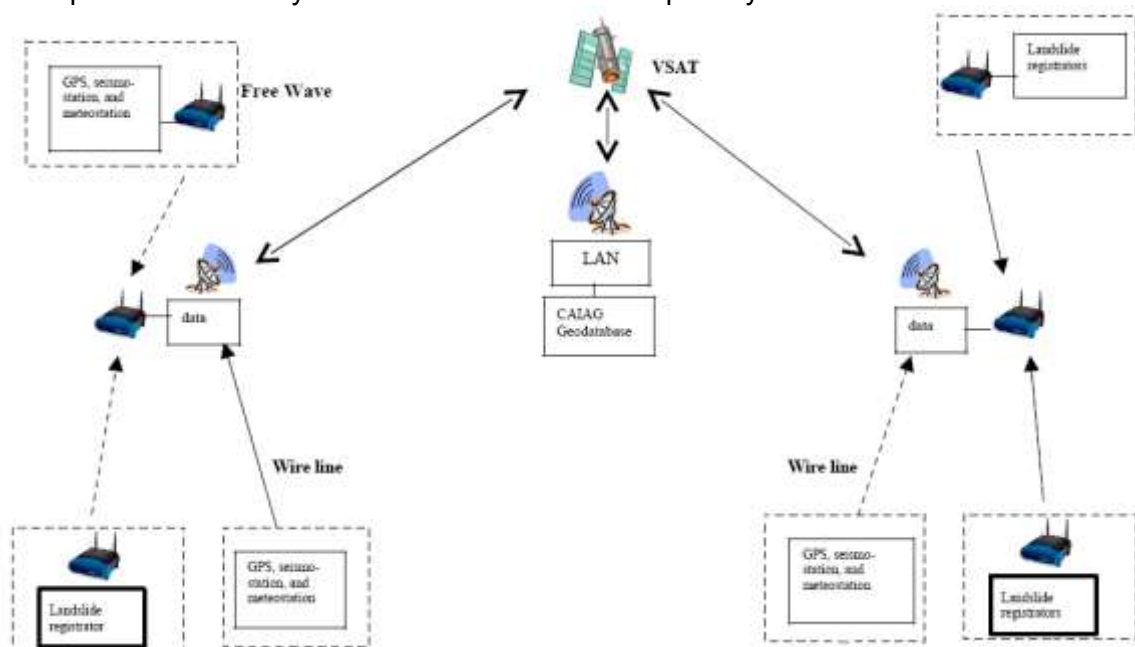 VSAT
Free Wave
GPS, seismo-
station, and
meteostation
Landslide
registrators
LAN
CAIAG
Geodatabase
data
data
Wire line
Wire line
Landslide
registrator
GPS, seismo-
station, and
meteostation
GPS, seismo-
station, and
meteostation
Landslide
registrators